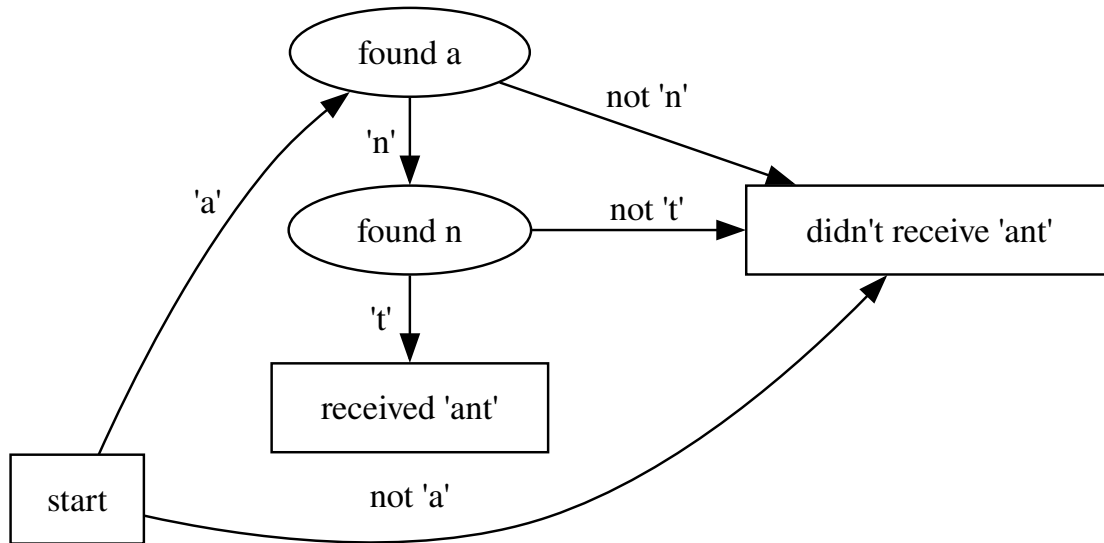 found a
not 'n'
'n'
'a'
found n
not 't'
didn't receive 'ant'
't'
received 'ant'
start
not 'a'